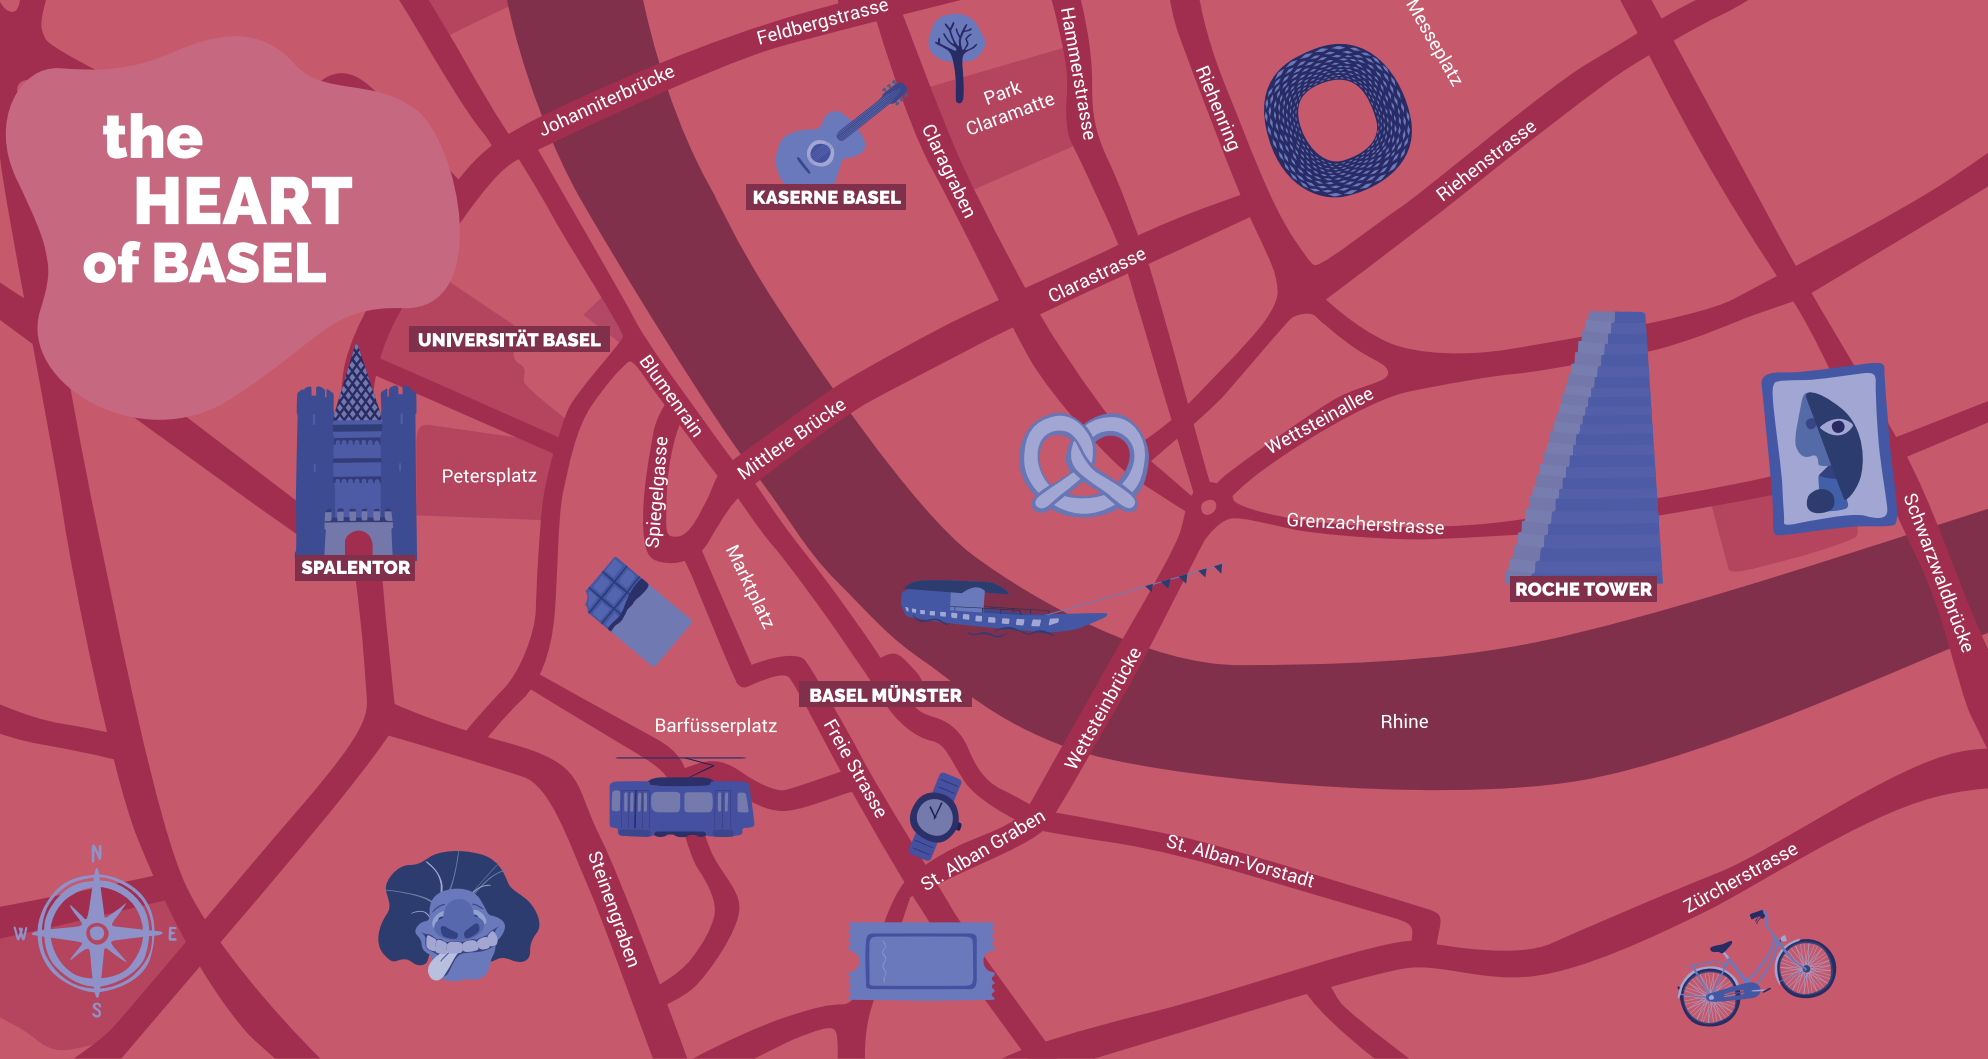 the
HEART
of BASEL
Feldbergstrasse
Johanniterbrücke
Hammerstrasse
Messeplatz
Park
Claramatte
Riehenring
Riehenstrasse
Claragraben
KASERNE BASEL
Clarastrasse
UNIVERSITÄT BASEL
Blumenrain
Mittlere Brücke
Wettsteinallee
Petersplatz
Spiegelgasse
Grenzacherstrasse
Schwarzwaldbrücke
SPALENTOR
Marktplatz
ROCHE TOWER
BASEL MÜNSTER
Barfüsserplatz
Wettsteinbrücke
Rhine
Freie Strasse
St. Alban Graben
St. Alban-Vorstadt
Zürcherstrasse
Steinengraben
N
W
E
S